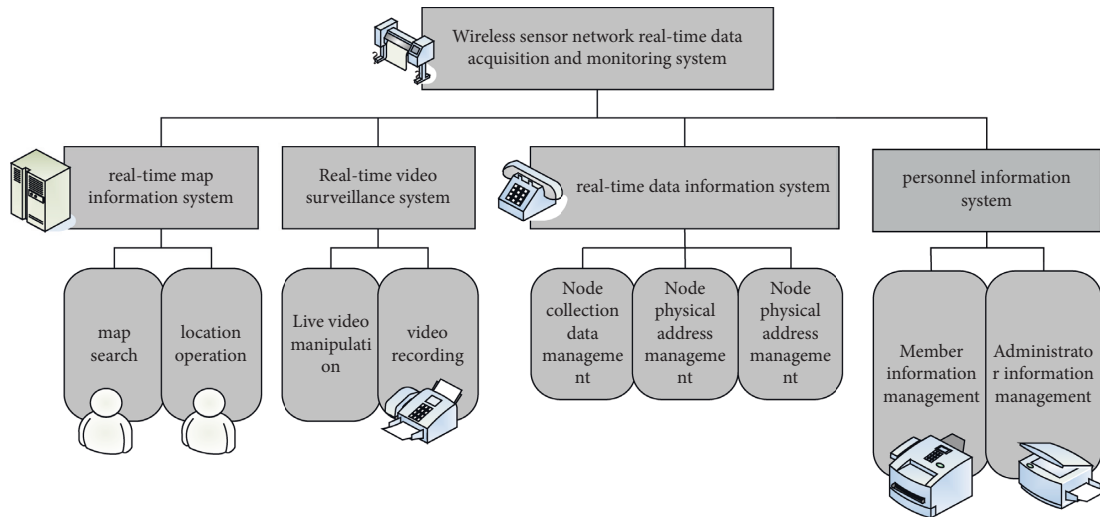 Wireless sensor network real-time data
acquisition and monitoring system
real-time map
information system
Real-time video
surveillance system
real-time data information system
personnel information
system
map
search
location
operation
Live video
manipulati
on
video
recording
Node
collection
data
manageme
nt
Node
physical
address
manageme
nt
Node
physical
address
manageme
nt
Member
information
management
Administrato
r information
management